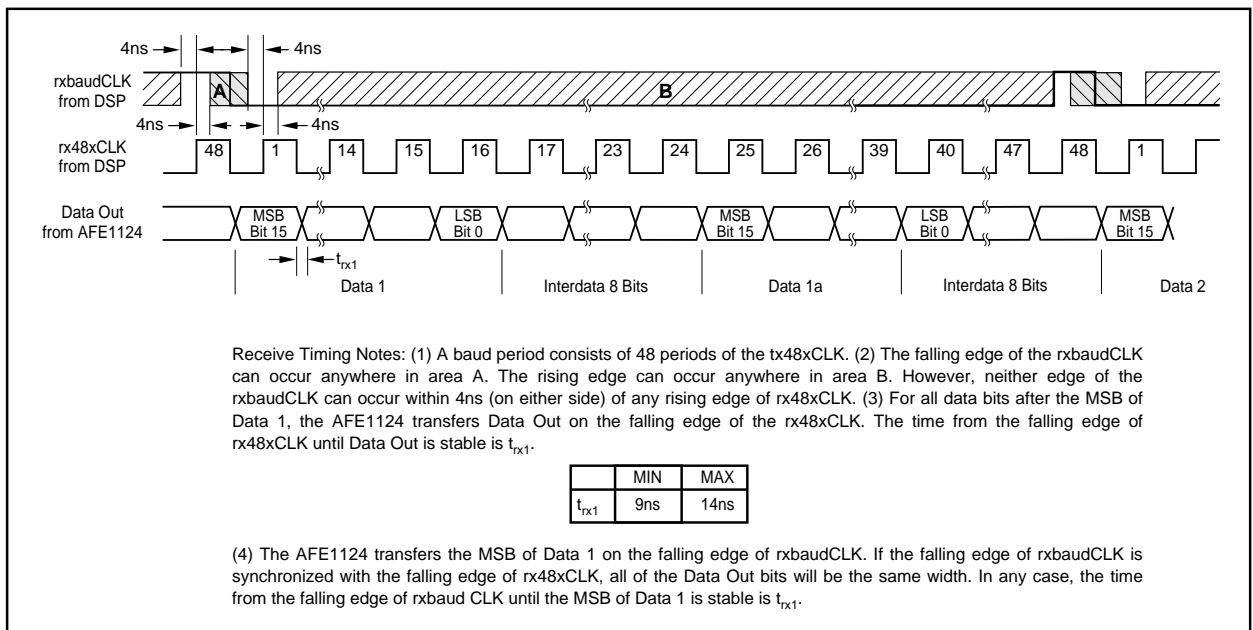 4ns 4ns
rxbaudCLK
from DSP
A B
4ns 4ns
rx48xCLK
from DSP
48 1 14 15 16 17 23 24 25 26 39 40 47 48 1
Data Out
from AFE1124
MSB
Bit 15
LSB
Bit 0
MSB
Bit 15
LSB
Bit 0
MSB
Bit 15
trx1
Data 1 Interdata 8 Bits Data 1a Interdata 8 Bits Data 2
Receive Timing Notes: (1) A baud period consists of 48 periods of the tx48xCLK. (2) The falling edge of the rxbaudCLK
can occur anywhere in area A. The rising edge can occur anywhere in area B. However, neither edge of the
rxbaudCLK can occur within 4ns (on either side) of any rising edge of rx48xCLK. (3) For all data bits after the MSB of
Data 1, the AFE1124 transfers Data Out on the falling edge of the rx48xCLK. The time from the falling edge of
rx48xCLK until Data Out is stable is trx1.
MIN MAX
trx1 9ns 14ns
(4) The AFE1124 transfers the MSB of Data 1 on the falling edge of rxbaudCLK. If the falling edge of rxbaudCLK is
synchronized with the falling edge of rx48xCLK, all of the Data Out bits will be the same width. In any case, the time
from the falling edge of rxbaud CLK until the MSB of Data 1 is stable is trx1.